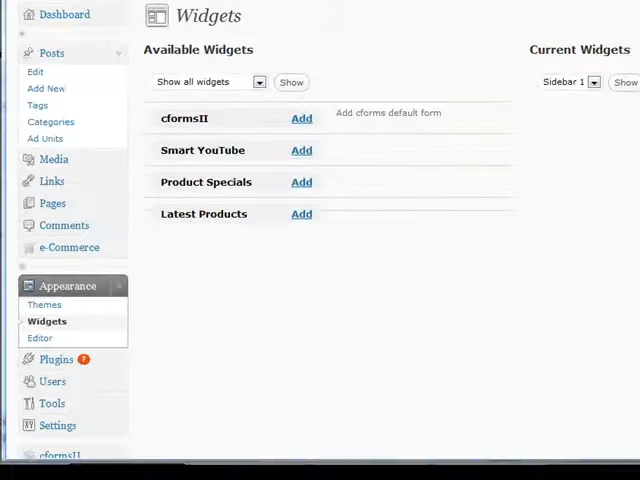 Dashboard
Widgets
Available Widgets
Current Widgets
Posts
Show all widgets
Show
Sidebar 1
Show
Edit
Add New
Tags
Categories
Ad Units
cformsII
Add
Add cforms default form
Smart YouTube
Add
Product Specials
Add
Latest Products
Add
Media
Links
Pages
Comments
e-Commerce
Appearance
Themes
Widgets
Editor
Plugins 7
Users
Tools
Settings
cformsII